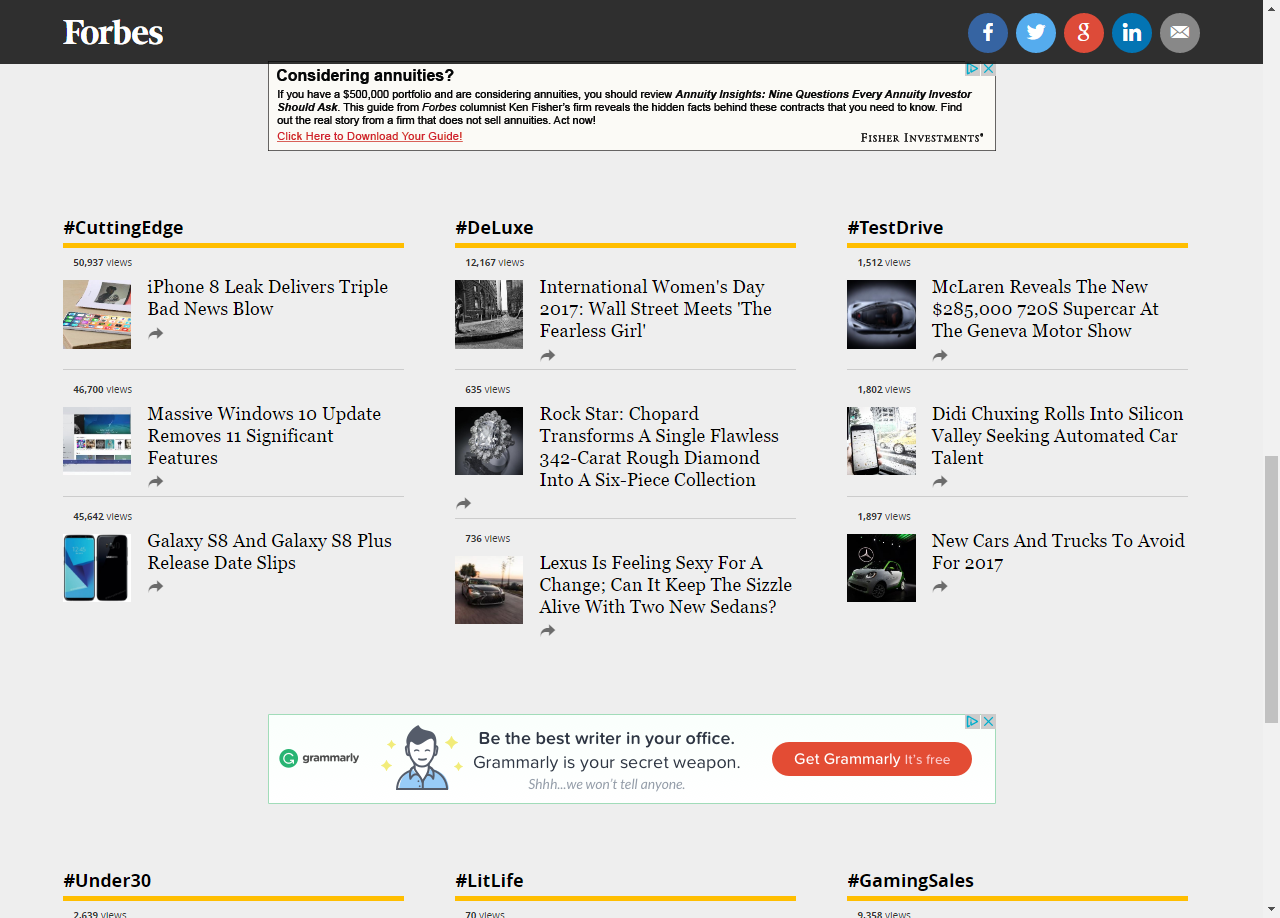 Forbes
Considering annuities?
If you have a $500,000 portfolio and are considering annuities, you should review Annuity Insights: Nine Questions Every Annuity Investor
Should Ask. This guide from Forbes columnist Ken Fisher's firm reveals the hidden facts behind these contracts that you need to know. Find
out the real story from a firm that does not sell annuities. Act now!
Click Here to Download Your Guide!
FISHER INVESTMENTS®
#CuttingEdge
50,937 views
iPhone 8 Leak Delivers Triple
Bad News Blow
46,700 views
Massive Windows 10 Update
Removes 11 Significant
Features
45,642 views
Galaxy S8 And Galaxy S8 Plus
Release Date Slips
#DeLuxe
12,167 views
International Women's Day
2017: Wall Street Meets 'The
Fearless Girl'
635 views
Rock Star: Chopard
Transforms A Single Flawless
342-Carat Rough Diamond
Into A Six-Piece Collection
736 views
Lexus Is Feeling Sexy For A
Change; Can It Keep The Sizzle
Alive With Two New Sedans?
#TestDrive
1,512 views
McLaren Reveals The New
$285,000 720S Supercar At
The Geneva Motor Show
1,802 views
Didi Chuxing Rolls Into Silicon
Valley Seeking Automated Car
Talent
1,897 views
New Cars And Trucks To Avoid
For 2017
grammarly
Be the best writer in your office.
Grammarly is your secret weapon.
Shhh...we won't tell anyone.
Get Grammarly It's free
#Under30
2,639 views
#LitLife
70 views
#GamingSales
9,358 views